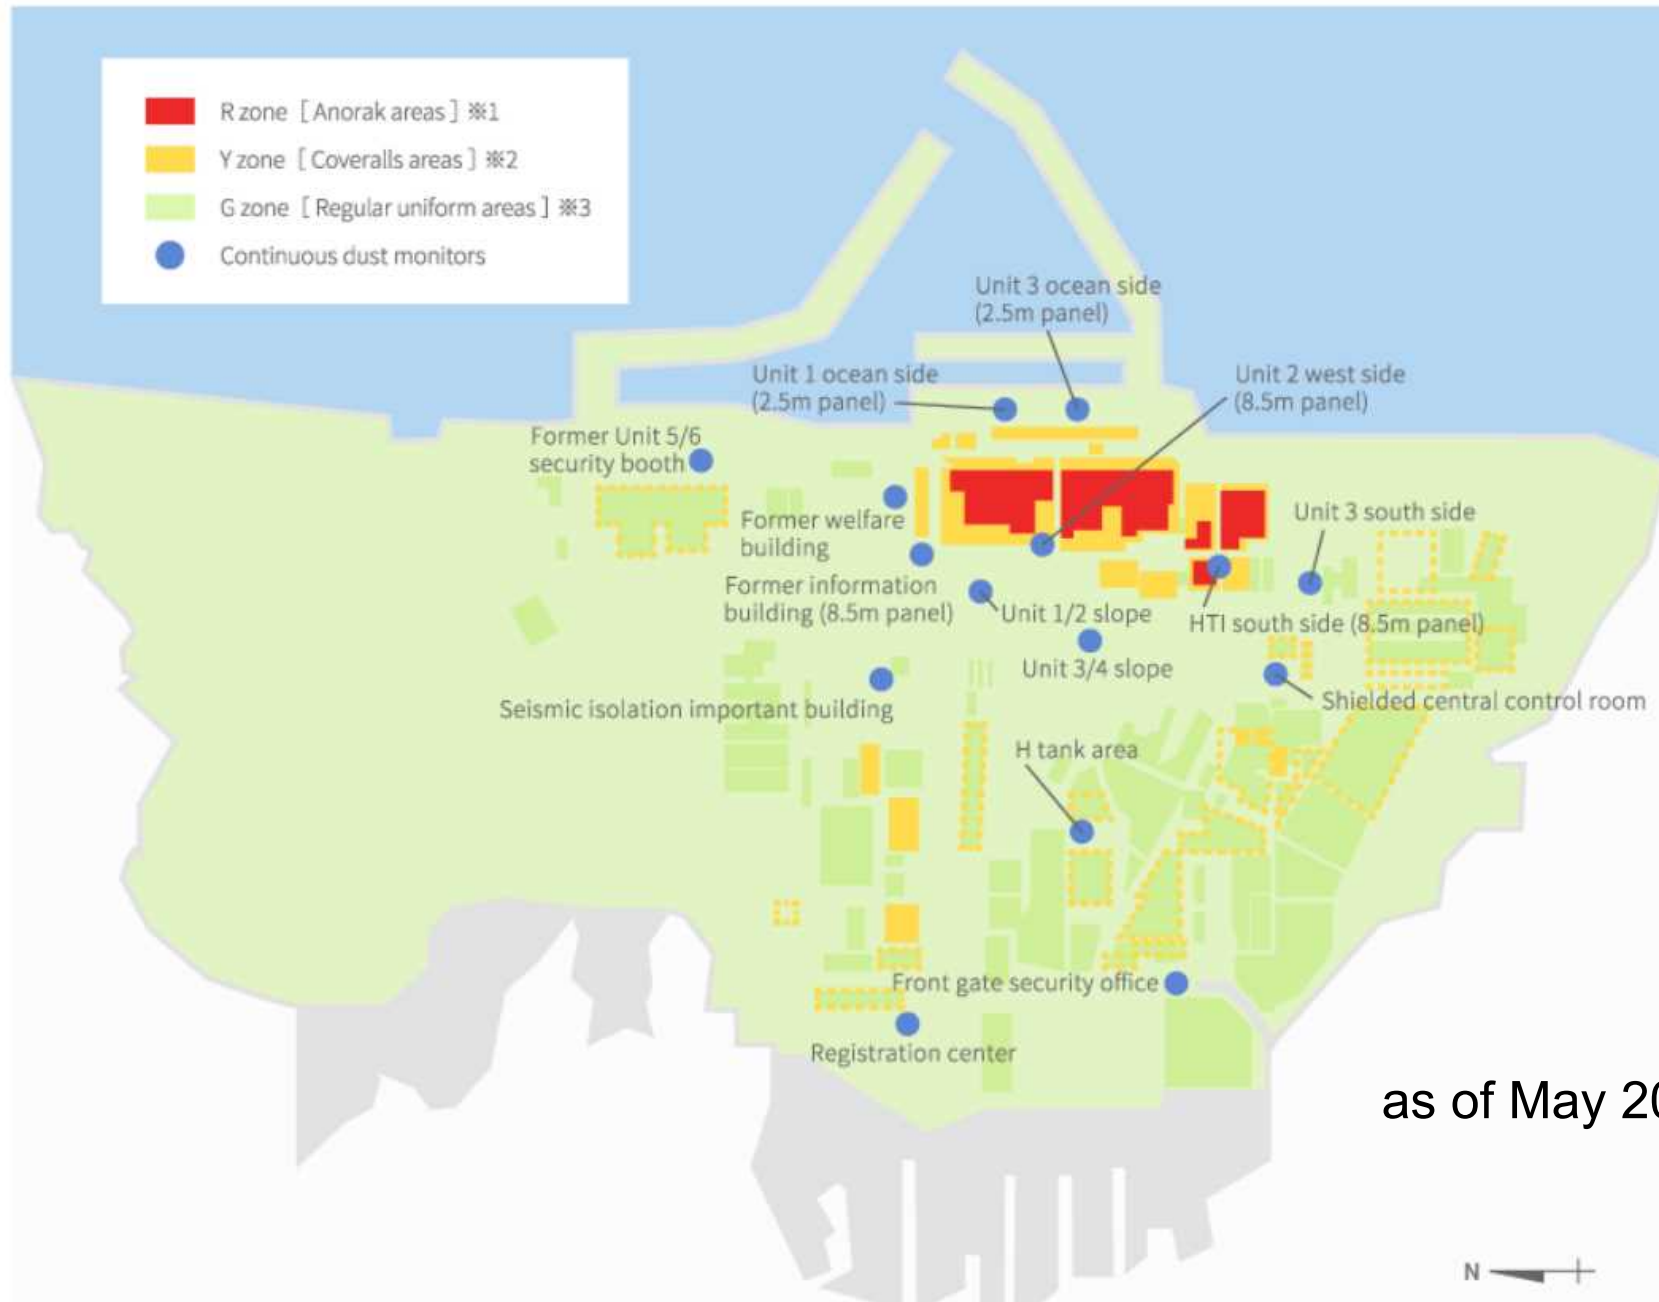 R zone [ Anorak areas ] ※1
Y zone [ Coveralls areas ] ※2
G zone [ Regular uniform areas ] ※3
Continuous dust monitors
Unit 3 ocean side
(2.5m panel)
Unit 1 ocean side
(2.5m panel)
Unit 2 west side
(8.5m panel)
Former Unit 5/6
security booth
Former welfare
building
Unit 3 south side
Former information
building (8.5m panel)
Unit 1/2 slope
HTI south side (8.5m panel)
Unit 3/4 slope
Seismic isolation important building
Shielded central control room
H tank area
Front gate security office
Registration center
as of May
N